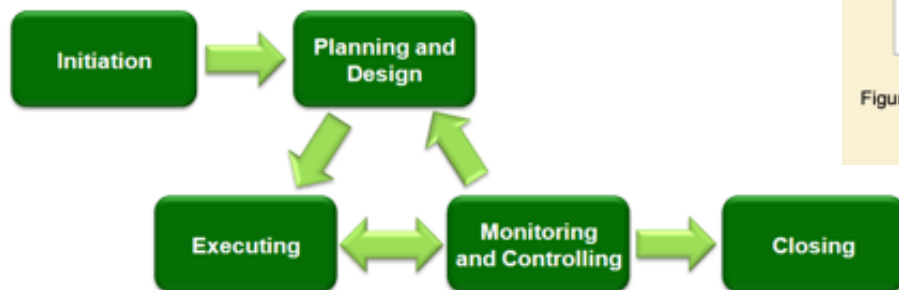 Initiation
Planning and
Design
Figur
Executing
Monitoring
and Controlling
Closing